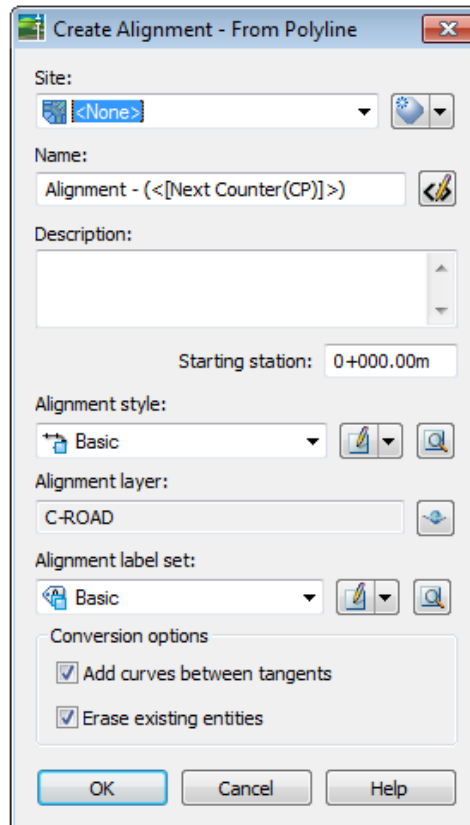 Create Alignment - From Polyline
Site:
<None>
Name:
Alignment - (<[Next Counter(CP)]>)
Description:
Starting station: 0+000.00m
Alignment style:
Basic
Alignment layer:
C-ROAD
Alignment label set:
Basic
Conversion options
Add curves between tangents
Erase existing entities
OK Cancel Help